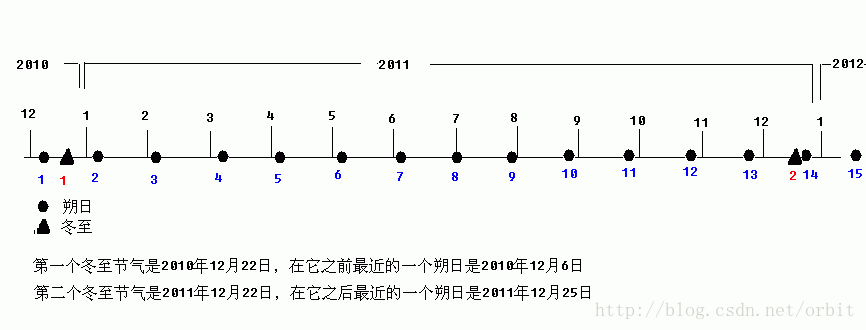 2010 2011 2012
12 1 2 3 4 5 6 7 8 9 10 11 12 1
1 1 2 3 4 5 6 7 8 9 10 11 12 13 2 14 15
朔日
冬至
第一个冬至节气是2010年12月22日，在它之前最近的一个朔日是2010年12月6日
第二个冬至节气是2011年12月22日，在它之后最近的一个朔日是2011年12月25日
http://blog.csdn.net/orbit